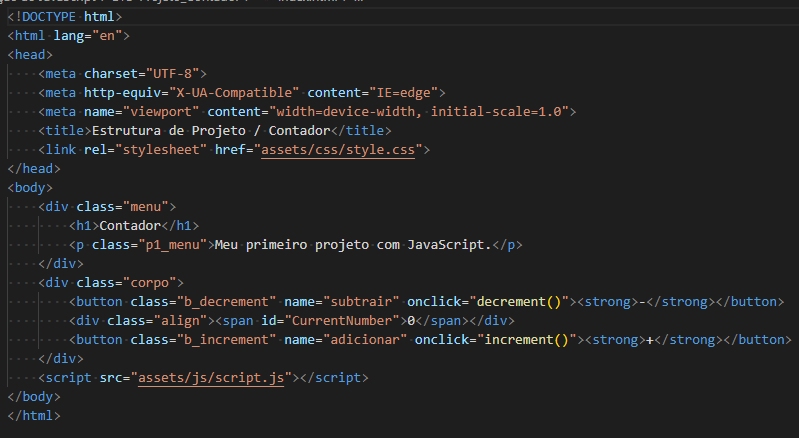 <!DOCTYPE html>
<html lang="en">
<head>
    <meta charset="UTF-8">
    <meta http-equiv="X-UA-Compatible" content="IE=edge">
    <meta name="viewport" content="width=device-width, initial-scale=1.0">
    <title>Estrutura de Projeto / Contador</title>
    <link rel="stylesheet" href="assets/css/style.css">
</head>
<body>
    <div class="menu">
        <h1>Contador</h1>
        <p class="p1_menu">Meu primeiro projeto com JavaScript.</p>
    </div>
    <div class="corpo">
        <button class="b_decrement" name="subtrair" onclick="decrement()"><strong>-</strong></button>
        <div class="align"><span id="CurrentNumber">0</span></div>
        <button class="b_increment" name="adicionar" onclick="increment()"><strong>+</strong></button>
    </div>
    <script src="assets/js/script.js"></script>
</body>
</html>